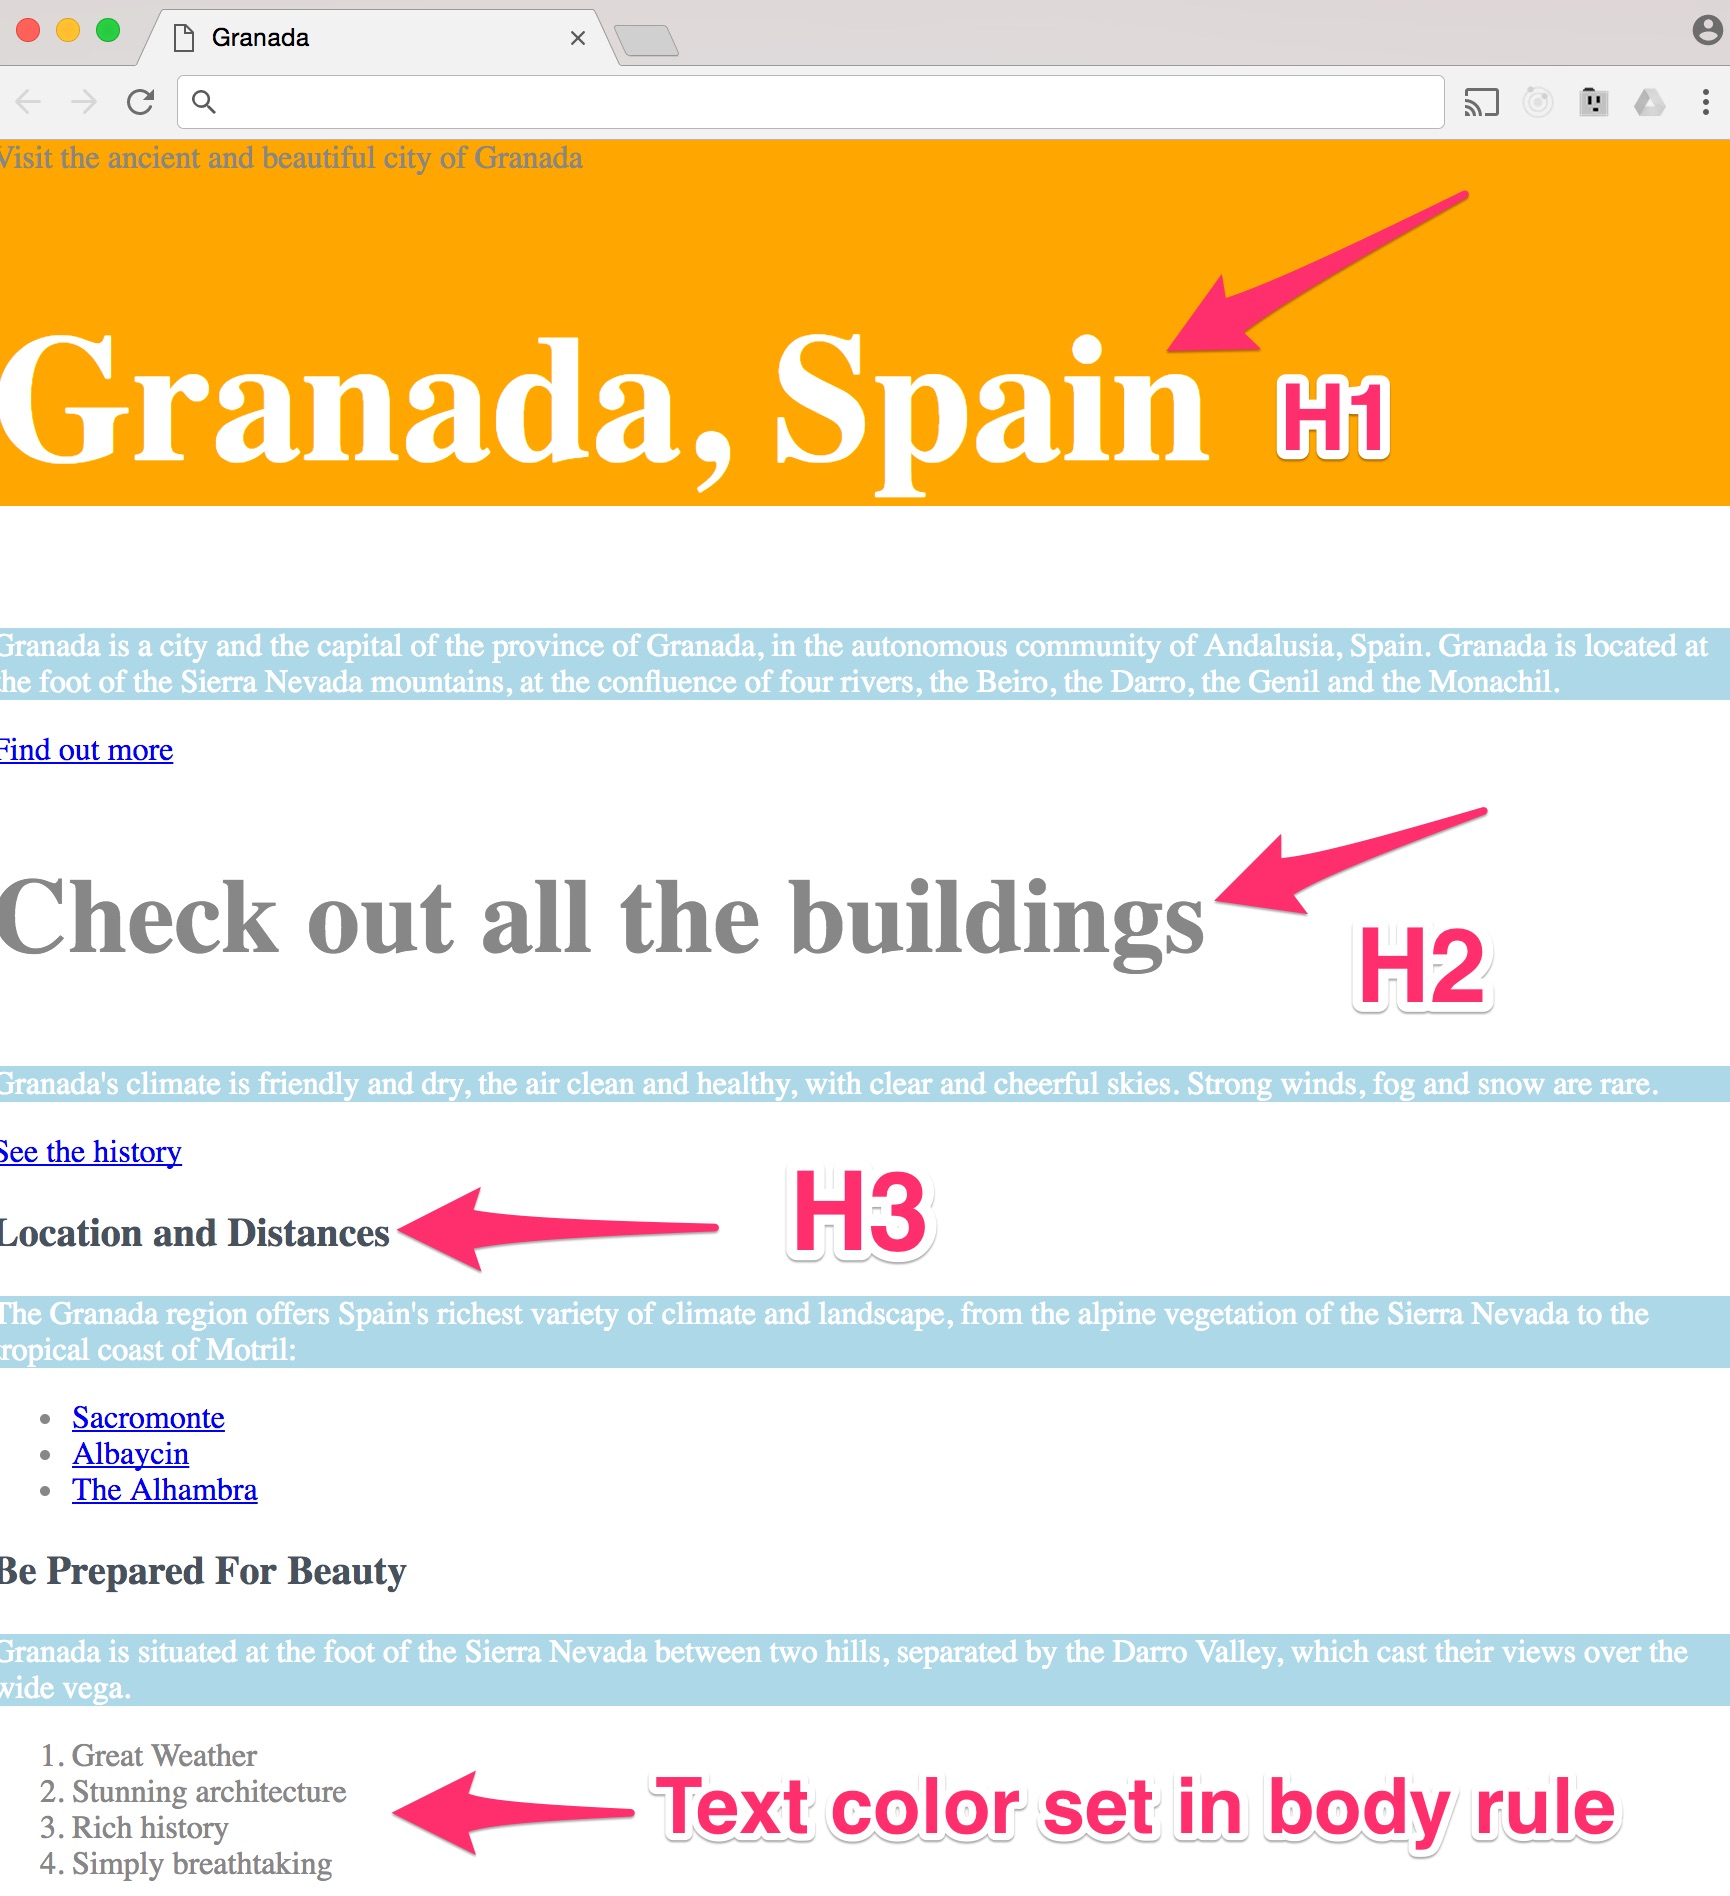 Granada
Visit the ancient and beautiful city of Granada
Granada, Spain
H1
Granada is a city and the capital of the province of Granada, in the autonomous community of Andalusia, Spain. Granada is located at
the foot of the Sierra Nevada mountains, at the confluence of four rivers, the Beiro, the Darro, the Genil and the Monachil.
Find out more
Check out all the buildings
H2
Granada's climate is friendly and dry, the air clean and healthy, with clear and cheerful skies. Strong winds, fog and snow are rare.
See the history
Location and Distances
H3
The Granada region offers Spain's richest variety of climate and landscape, from the alpine vegetation of the Sierra Nevada to the
tropical coast of Motril:
• Sacromonte
• Albaycin
• The Alhambra
Be Prepared For Beauty
Granada is situated at the foot of the Sierra Nevada between two hills, separated by the Darro Valley, which cast their views over the
wide vega.
1. Great Weather
2. Stunning architecture
3. Rich history
4. Simply breathtaking
Text color set in body rule